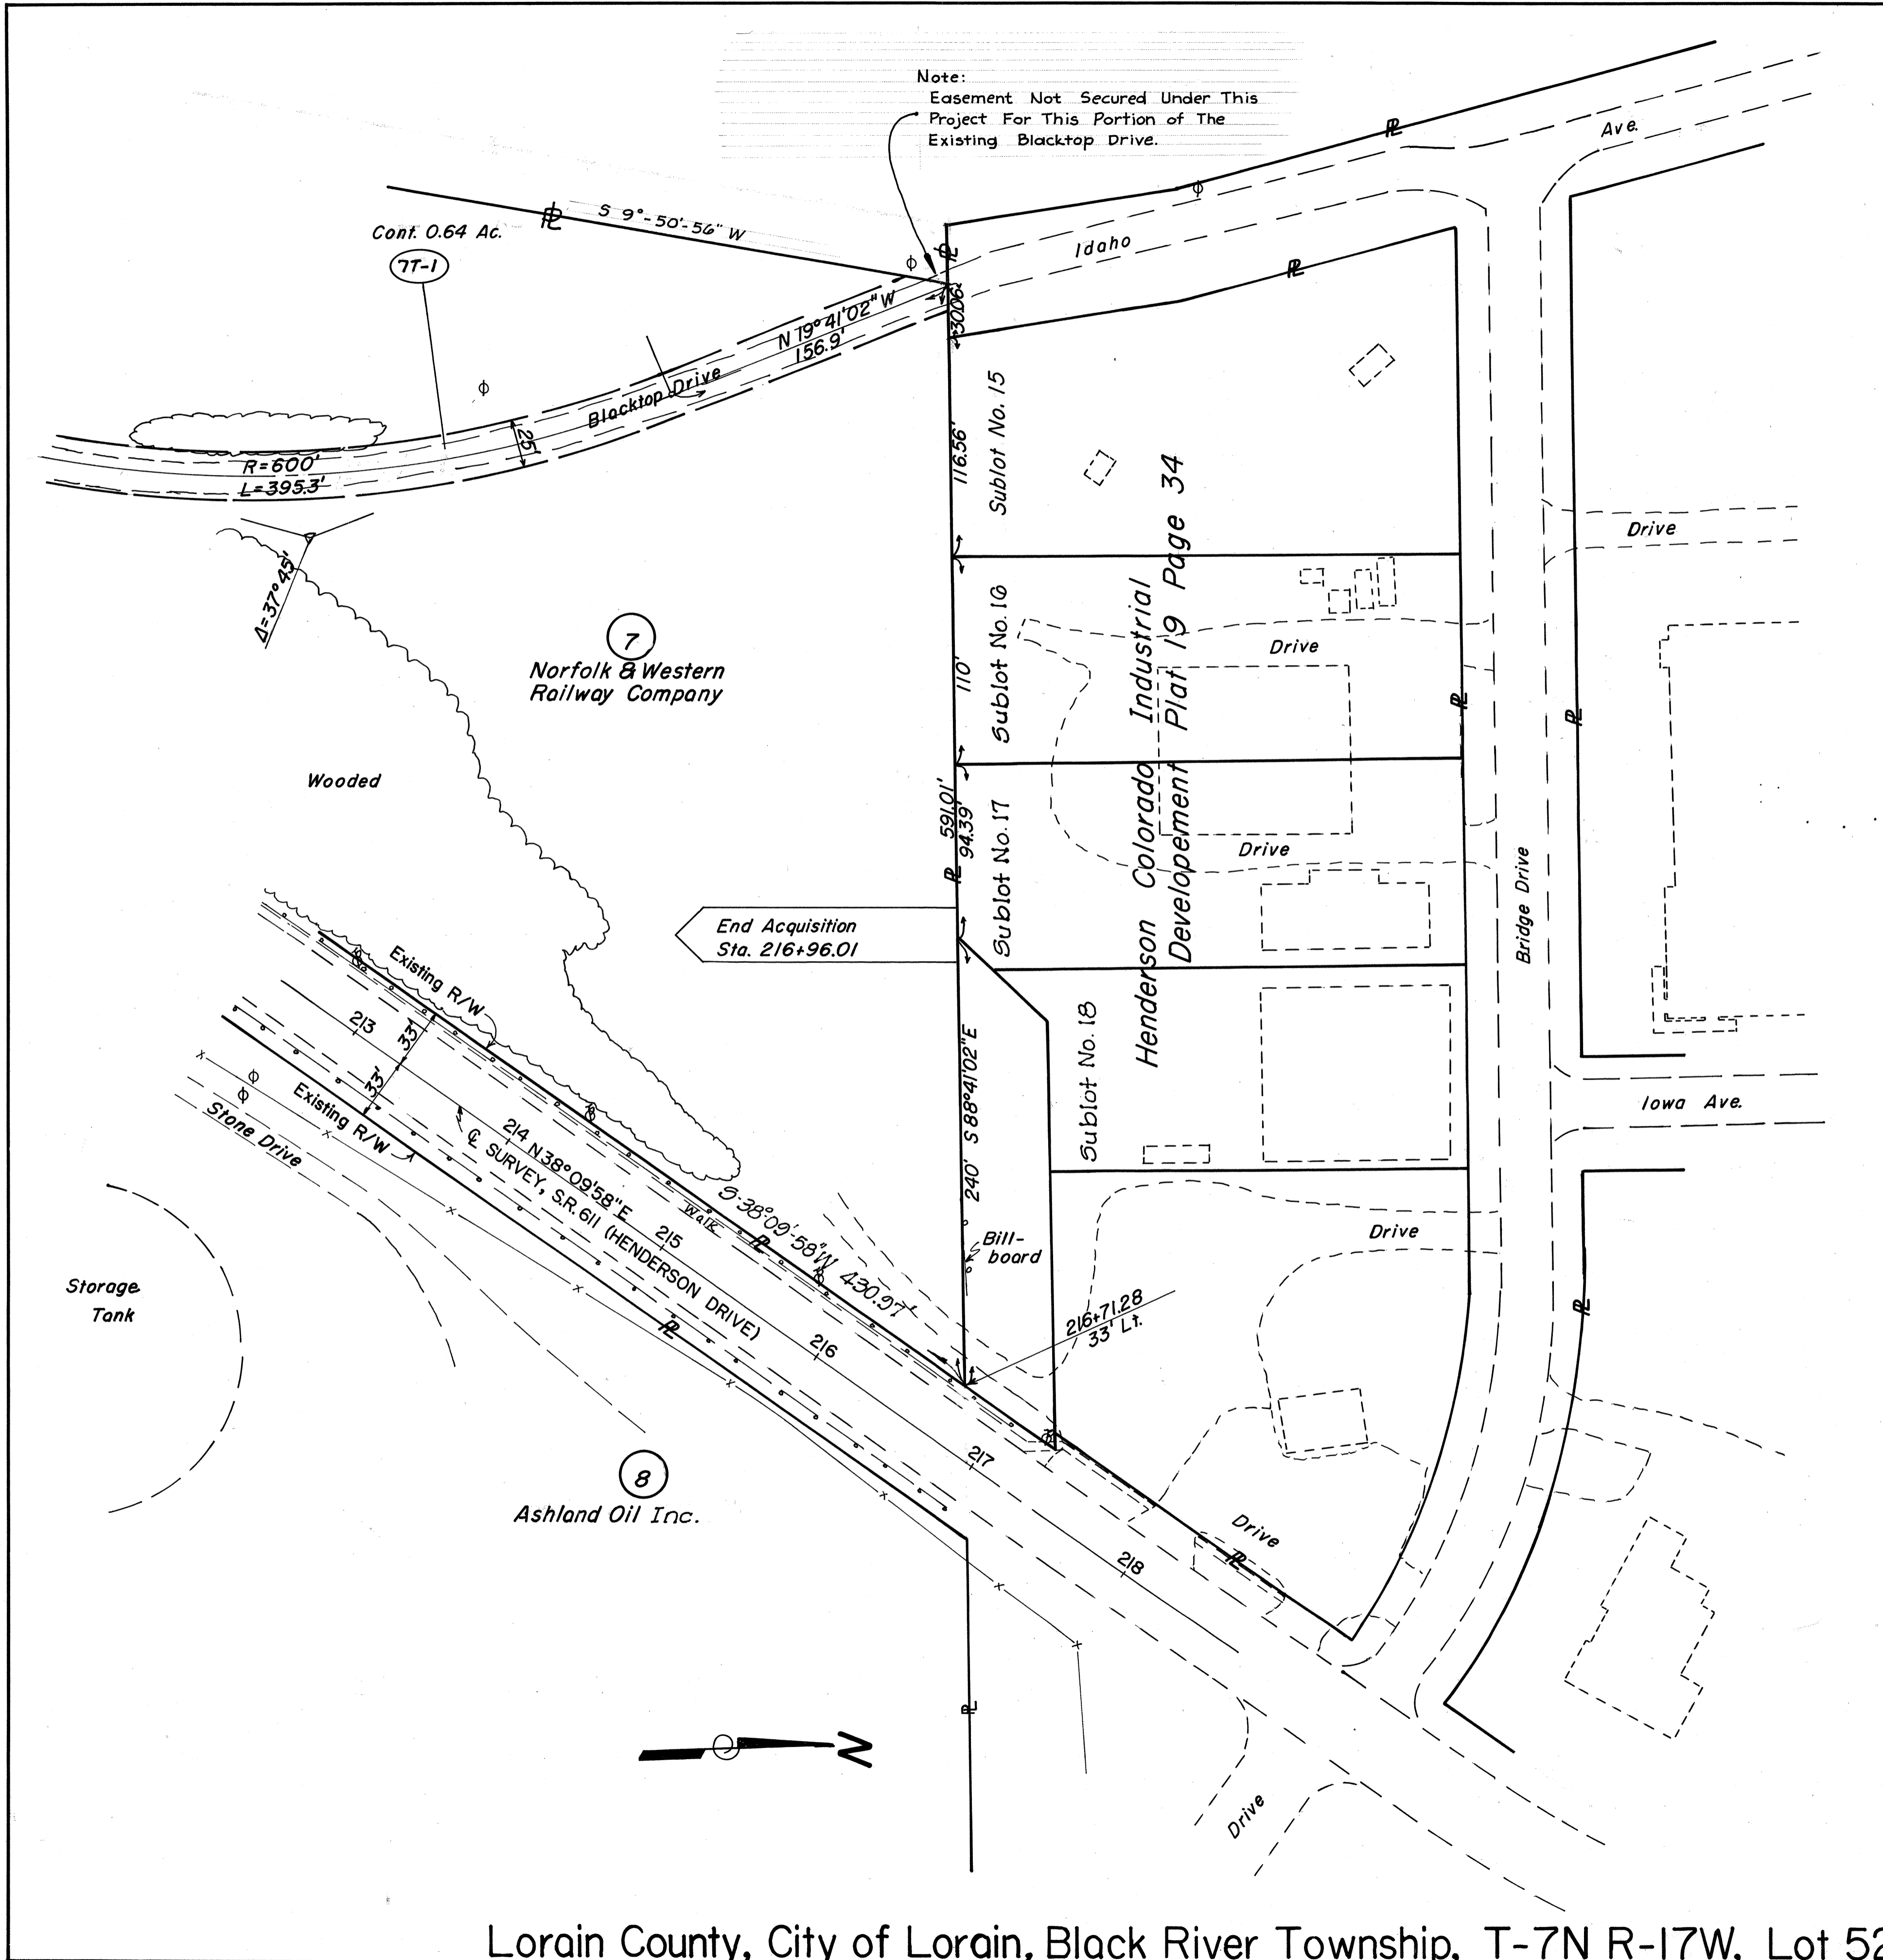 Note:
Easement Not Secured Under This
Project For This Portion of The
Existing Blacktop Drive.
Ave.
S 9°-50'-56" W
Cont. 0.64 Ac.
7T-1
Idaho
30.06'
N 19° 41'02" W
156.9'
Blacktop Drive
25'
R=600'
L=395.3'
Δ=37° 45'
116.56'
Sublot No. 15
Drive
7
Norfolk & Western
Railway Company
110'
Sublot No. 16
Drive
Henderson Colorado Industrial
Developement Plat 19 Page 34
Wooded
591.01'
94.39'
Sublot No. 17
Drive
Bridge Drive
End Acquisition
Sta. 216+96.01
Existing R/W
213
33'
33'
Existing R/W
Stone Drive
214 N 38° 09'58" E
℄ SURVEY, S.R. 611 (HENDERSON DRIVE)
215
Walk
S-38°-09'-58" W 430.97'
240' S 88°41'02" E
Sublot No. 18
Iowa Ave.
Bill-
board
Drive
216+71.28
33' Lt.
216
Storage
Tank
217
8
Ashland Oil Inc.
Drive
218
N
Drive
Lorain County, City of Lorain, Black River Township, T-7N R-17W, Lot 52